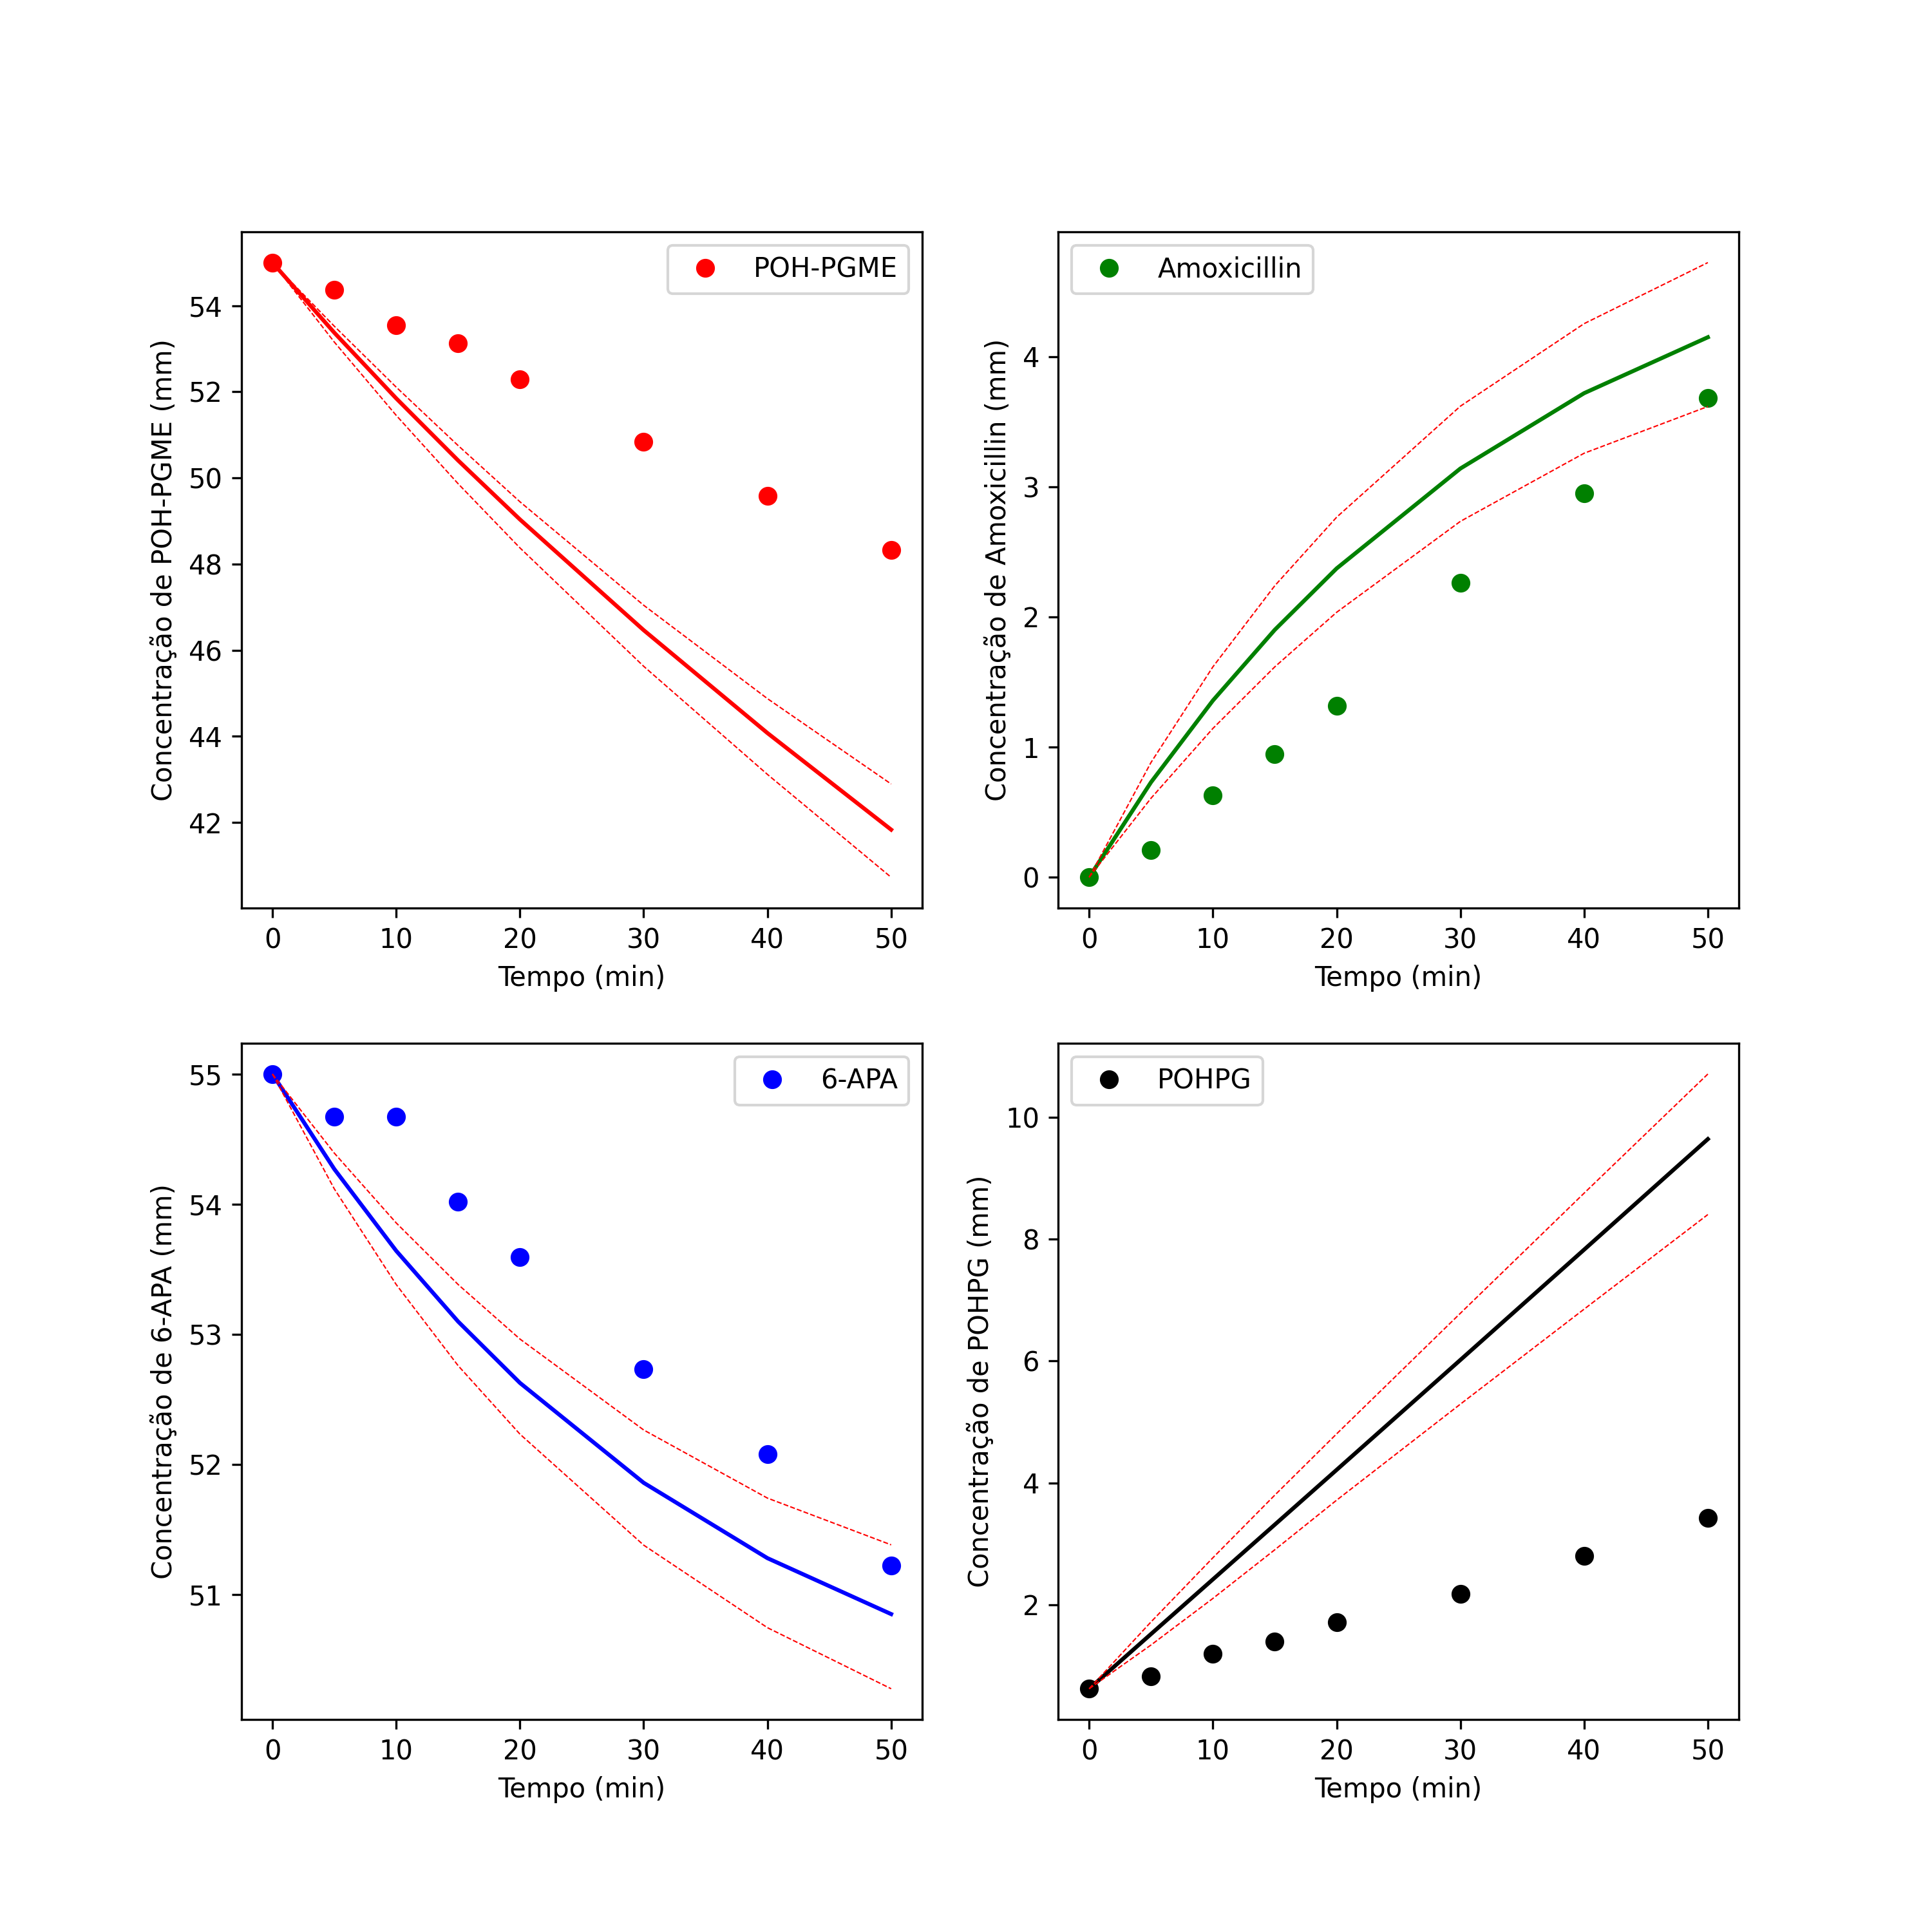 POH-PGME
Concentração de POH-PGME (mm)
54
52
50
48
46
44
42
0 10 20 30 40 50
Tempo (min)
Amoxicillin
Concentração de Amoxicillin (mm)
4
3
2
1
0
0 10 20 30 40 50
Tempo (min)
6-APA
Concentração de 6-APA (mm)
55
54
53
52
51
0 10 20 30 40 50
Tempo (min)
POHPG
Concentração de POHPG (mm)
10
8
6
4
2
0 10 20 30 40 50
Tempo (min)